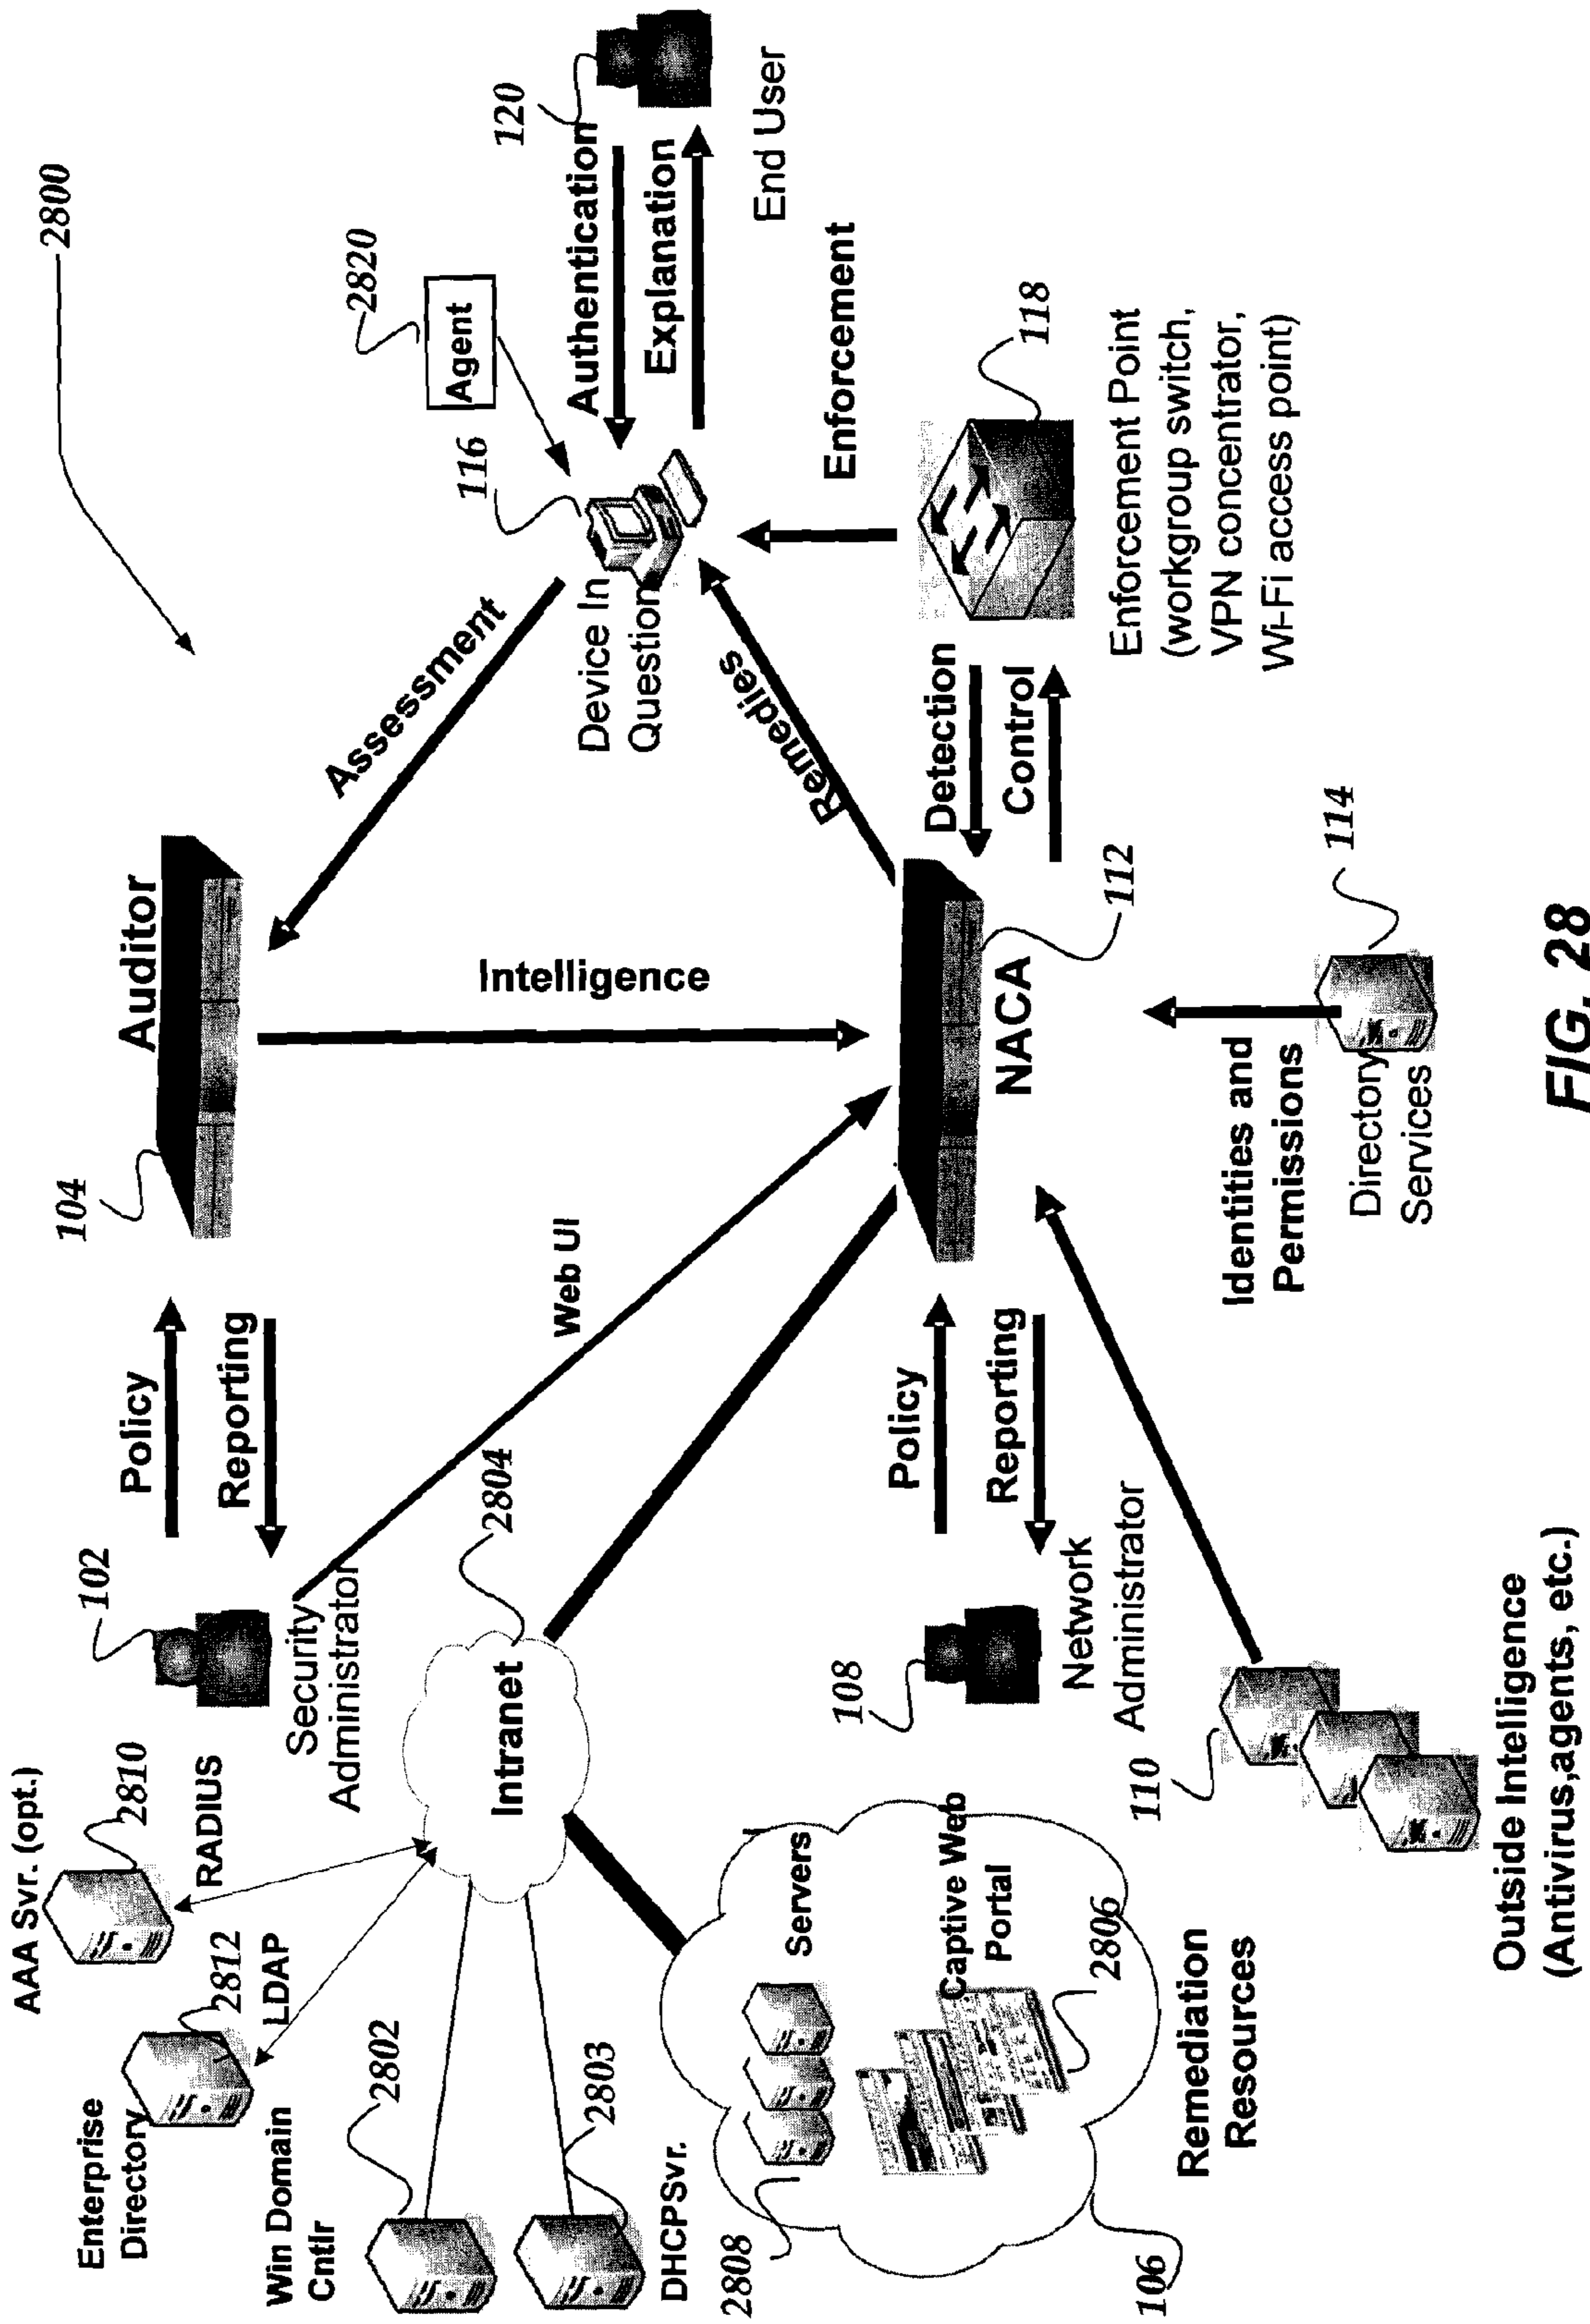 2800
AAA Svr. (opt.)
2810
RADIUS
Enterprise
Directory
2812
LDAP
Win Domain
Cntlr
2802
2803
DHCPSvr.
102
Security
Administrator
Policy
Reporting
104
Auditor
Assessment
2820
Agent
116
Device In
Question
120
Authentication
Explanation
End User
Intranet
2804
Web UI
Intelligence
Remedies
Enforcement
2808
Servers
Captive Web
Portal
2806
106
Remediation
Resources
108
Network
Administrator
Policy
Reporting
NACA
112
Detection
Control
118
Enforcement Point
(workgroup switch,
VPN concentrator,
Wi-Fi access point)
110
Outside Intelligence
(Antivirus,agents, etc.)
Identities and
Permissions
Directory
Services
114
FIG. 28